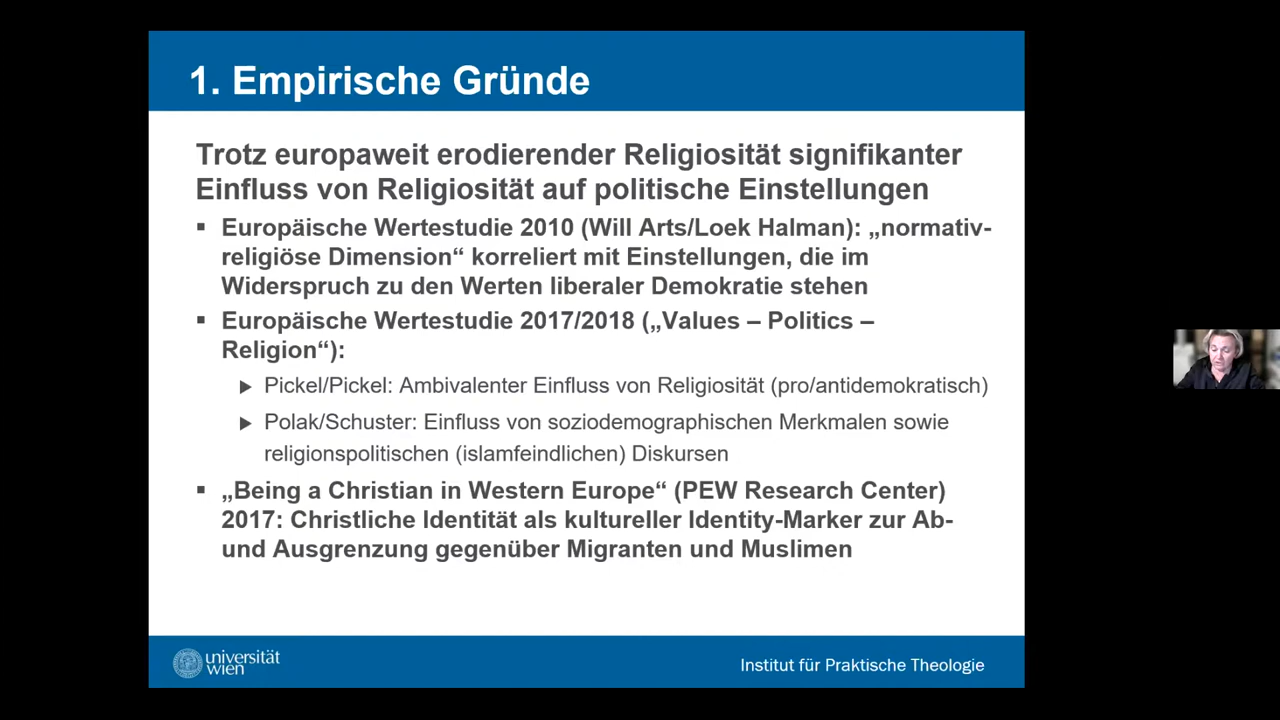 1. Empirische Gründe
Trotz europaweit erodierender Religiosität signifikanter
Einfluss von Religiosität auf politische Einstellungen
▪ Europäische Wertestudie 2010 (Will Arts/Loek Halman): „normativ-
religiöse Dimension“ korreliert mit Einstellungen, die im
Widerspruch zu den Werten liberaler Demokratie stehen
▪ Europäische Wertestudie 2017/2018 („Values – Politics –
Religion“):
▶ Pickel/Pickel: Ambivalenter Einfluss von Religiosität (pro/antidemokratisch)
▶ Polak/Schuster: Einfluss von soziodemographischen Merkmalen sowie
religionspolitischen (islamfeindlichen) Diskursen
▪ „Being a Christian in Western Europe“ (PEW Research Center)
2017: Christliche Identität als kultureller Identity-Marker zur Ab-
und Ausgrenzung gegenüber Migranten und Muslimen
universität
wien
Institut für Praktische Theologie